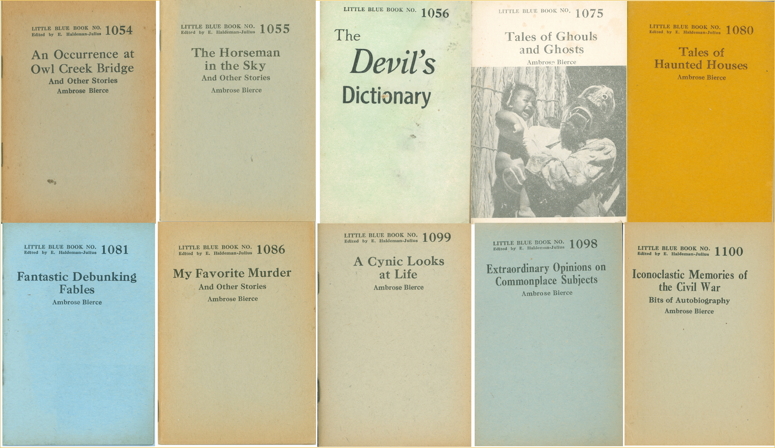 LITTLE BLUE BOOK NO. 1054
Edited by E. Haldeman-Julius
An Occurrence at
Owl Creek Bridge
And Other Stories
Ambrose Bierce
LITTLE BLUE BOOK NO. 1055
Edited by E. Haldeman-Julius
The Horseman
in the Sky
And Other Stories
Ambrose Bierce
LITTLE BLUE BOOK NO. 1056
The
Devil's
Dictionary
LITTLE BLUE BOOK NO. 1075
Tales of Ghouls
and Ghosts
Ambrose Bierce
LITTLE BLUE BOOK NO. 1080
Edited by E. Haldeman-Julius
Tales of
Haunted Houses
Ambrose Bierce
LITTLE BLUE BOOK NO. 1081
Edited by E. Haldeman-Julius
Fantastic Debunking
Fables
Ambrose Bierce
LITTLE BLUE BOOK NO. 1086
Edited by E. Haldeman-Julius
My Favorite Murder
And Other Stories
Ambrose Bierce
LITTLE BLUE BOOK NO. 1099
Edited by E. Haldeman-Julius
A Cynic Looks
at Life
Ambrose Bierce
LITTLE BLUE BOOK NO. 1098
Edited by E. Haldeman-Julius
Extraordinary Opinions on
Commonplace Subjects
Ambrose Bierce
LITTLE BLUE BOOK NO. 1100
Edited by E. Haldeman-Julius
Iconoclastic Memories of
the Civil War
Bits of Autobiography
Ambrose Bierce